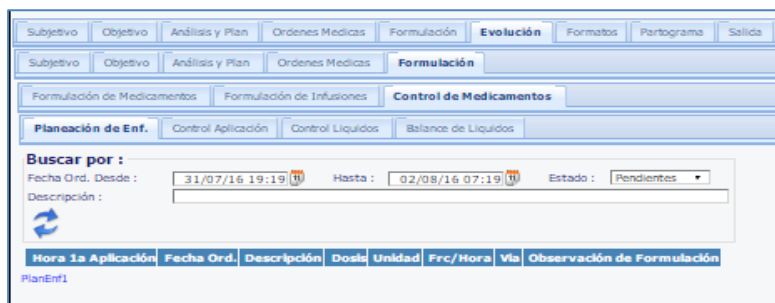 Subjetivo Objetivo Análisis y Plan Ordenes Medicas Formulación Evolución Formatos Partograma Salida
Subjetivo Objetivo Análisis y Plan Ordenes Medicas Formulación
Formulación de Medicamentos Formulación de Infusiones Control de Medicamentos
Planeación de Enf. Control Aplicación Control Liquidos Balance de Liquidos
Buscar por :
Fecha Ord. Desde : 31/07/16 19:19 Hasta : 02/08/16 07:19 Estado : Pendientes
Descripción :
Hora 1a Aplicación Fecha Ord. Descripción Dosis Unidad Frc/Hora Via Observación de Formulación
PlanEnf1